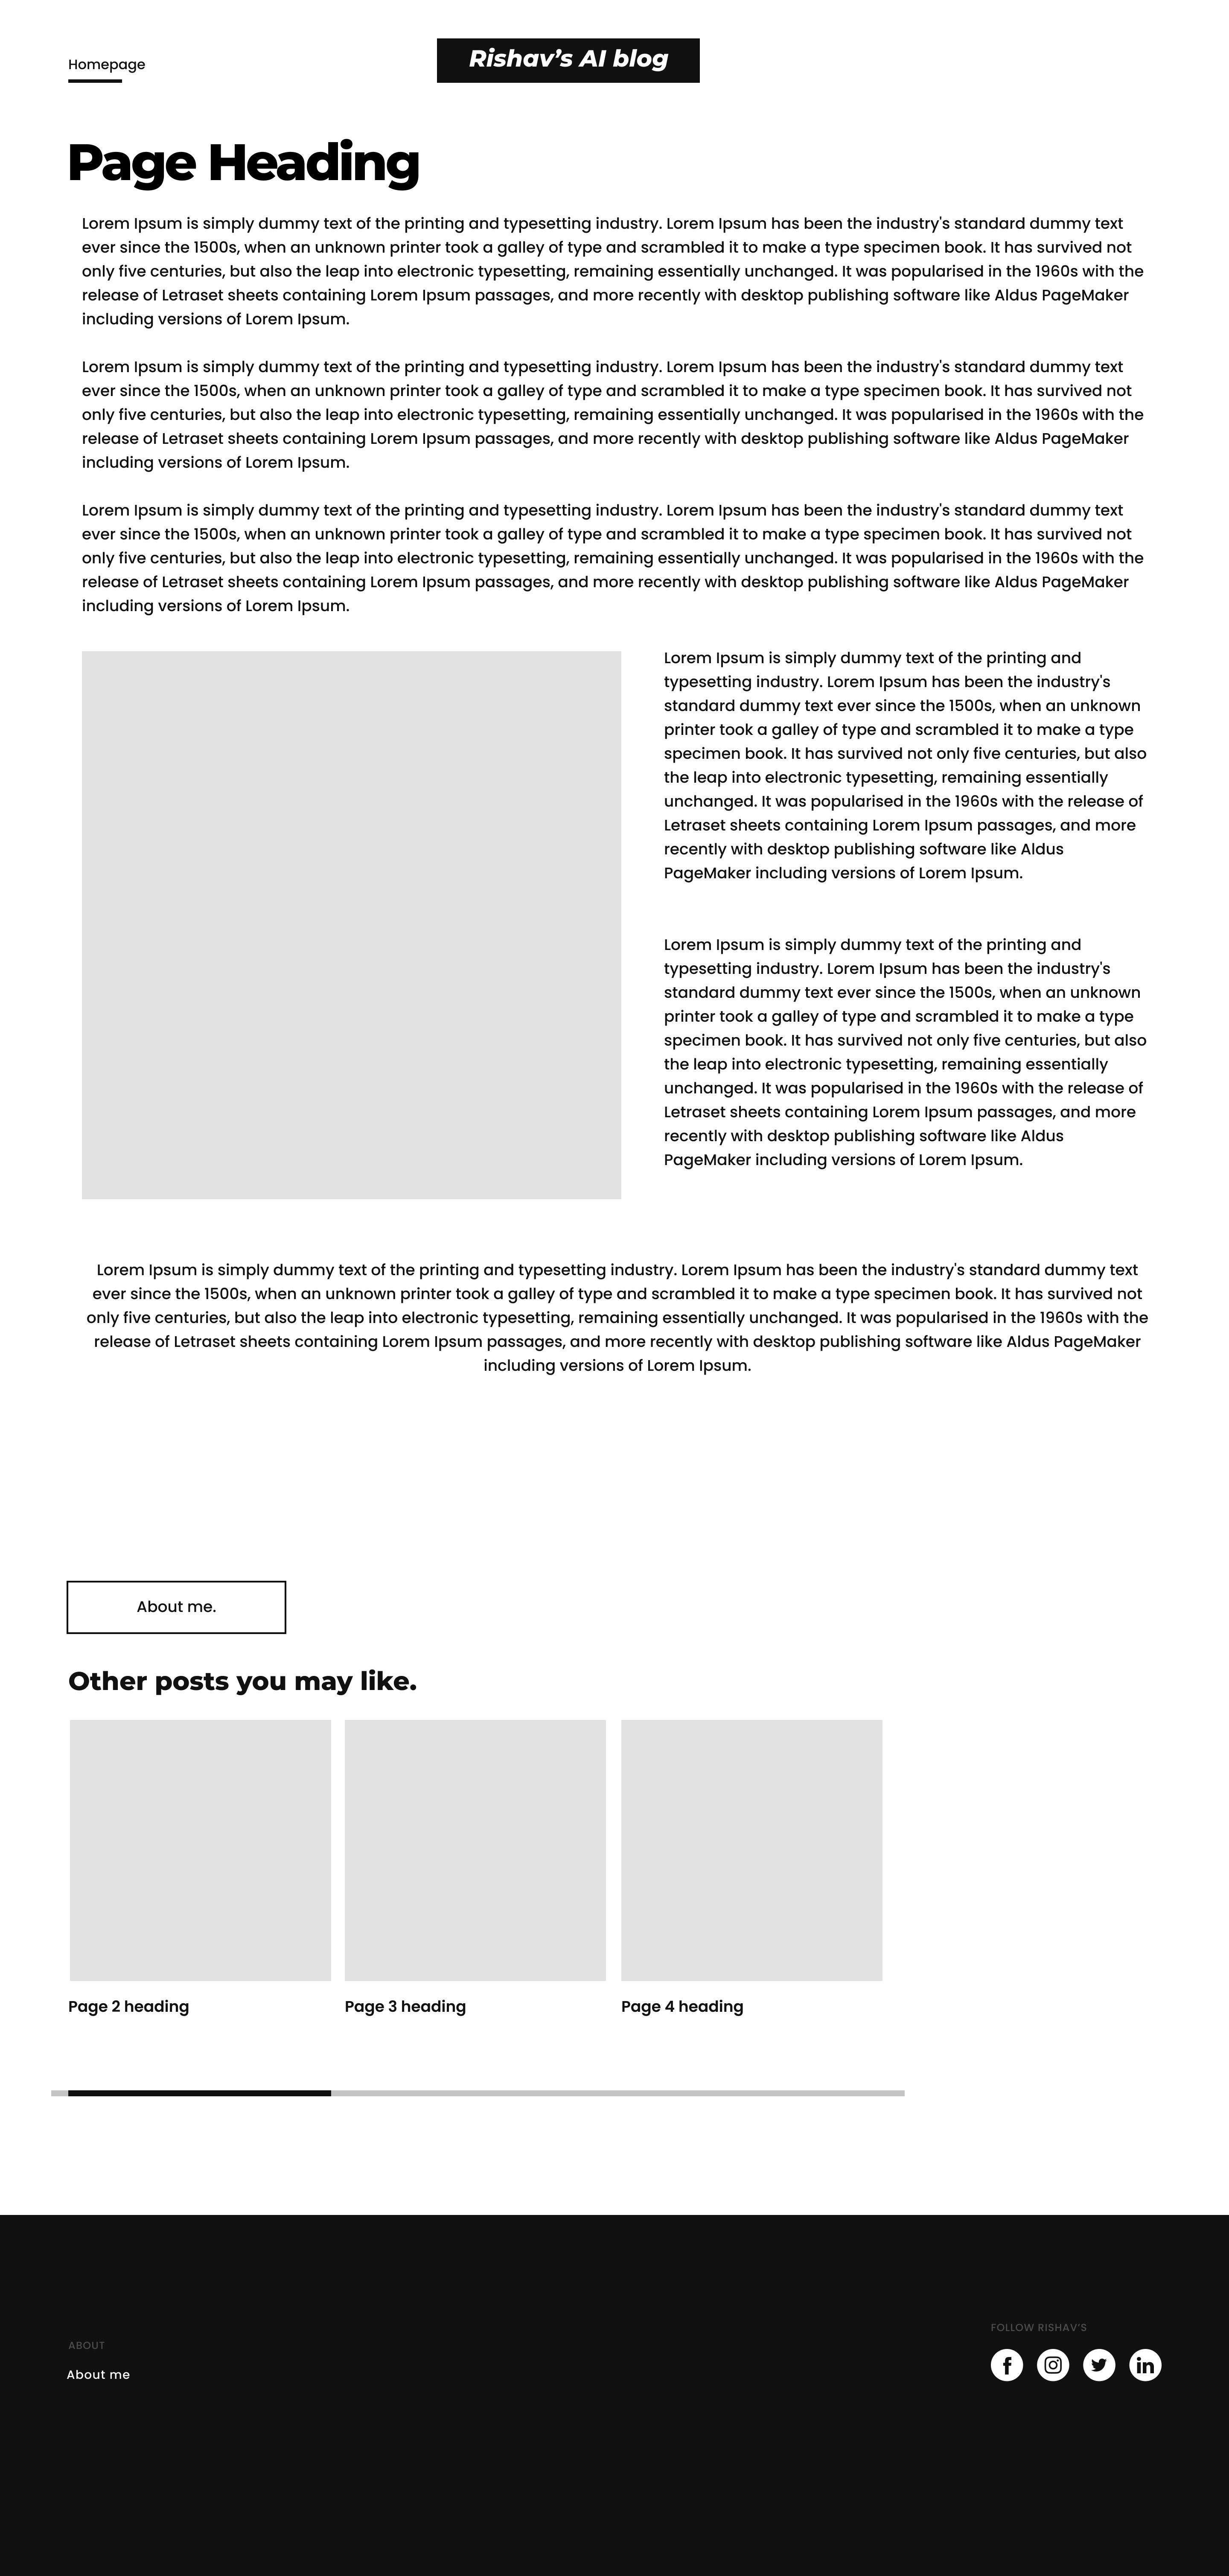 Homepage
Rishav’s AI blog
Page Heading
Lorem Ipsum is simply dummy text of the printing and typesetting industry. Lorem Ipsum has been the industry's standard dummy text
ever since the 1500s, when an unknown printer took a galley of type and scrambled it to make a type specimen book. It has survived not
only five centuries, but also the leap into electronic typesetting, remaining essentially unchanged. It was popularised in the 1960s with the
release of Letraset sheets containing Lorem Ipsum passages, and more recently with desktop publishing software like Aldus PageMaker
including versions of Lorem Ipsum.
Lorem Ipsum is simply dummy text of the printing and typesetting industry. Lorem Ipsum has been the industry's standard dummy text
ever since the 1500s, when an unknown printer took a galley of type and scrambled it to make a type specimen book. It has survived not
only five centuries, but also the leap into electronic typesetting, remaining essentially unchanged. It was popularised in the 1960s with the
release of Letraset sheets containing Lorem Ipsum passages, and more recently with desktop publishing software like Aldus PageMaker
including versions of Lorem Ipsum.
Lorem Ipsum is simply dummy text of the printing and typesetting industry. Lorem Ipsum has been the industry's standard dummy text
ever since the 1500s, when an unknown printer took a galley of type and scrambled it to make a type specimen book. It has survived not
only five centuries, but also the leap into electronic typesetting, remaining essentially unchanged. It was popularised in the 1960s with the
release of Letraset sheets containing Lorem Ipsum passages, and more recently with desktop publishing software like Aldus PageMaker
including versions of Lorem Ipsum.
Lorem Ipsum is simply dummy text of the printing and
typesetting industry. Lorem Ipsum has been the industry's
standard dummy text ever since the 1500s, when an unknown
printer took a galley of type and scrambled it to make a type
specimen book. It has survived not only five centuries, but also
the leap into electronic typesetting, remaining essentially
unchanged. It was popularised in the 1960s with the release of
Letraset sheets containing Lorem Ipsum passages, and more
recently with desktop publishing software like Aldus
PageMaker including versions of Lorem Ipsum.
Lorem Ipsum is simply dummy text of the printing and
typesetting industry. Lorem Ipsum has been the industry's
standard dummy text ever since the 1500s, when an unknown
printer took a galley of type and scrambled it to make a type
specimen book. It has survived not only five centuries, but also
the leap into electronic typesetting, remaining essentially
unchanged. It was popularised in the 1960s with the release of
Letraset sheets containing Lorem Ipsum passages, and more
recently with desktop publishing software like Aldus
PageMaker including versions of Lorem Ipsum.
Lorem Ipsum is simply dummy text of the printing and typesetting industry. Lorem Ipsum has been the industry's standard dummy text
ever since the 1500s, when an unknown printer took a galley of type and scrambled it to make a type specimen book. It has survived not
only five centuries, but also the leap into electronic typesetting, remaining essentially unchanged. It was popularised in the 1960s with the
release of Letraset sheets containing Lorem Ipsum passages, and more recently with desktop publishing software like Aldus PageMaker
including versions of Lorem Ipsum.
About me.
Other posts you may like.
Page 2 heading
Page 3 heading
Page 4 heading
ABOUT
About me
FOLLOW RISHAV'S